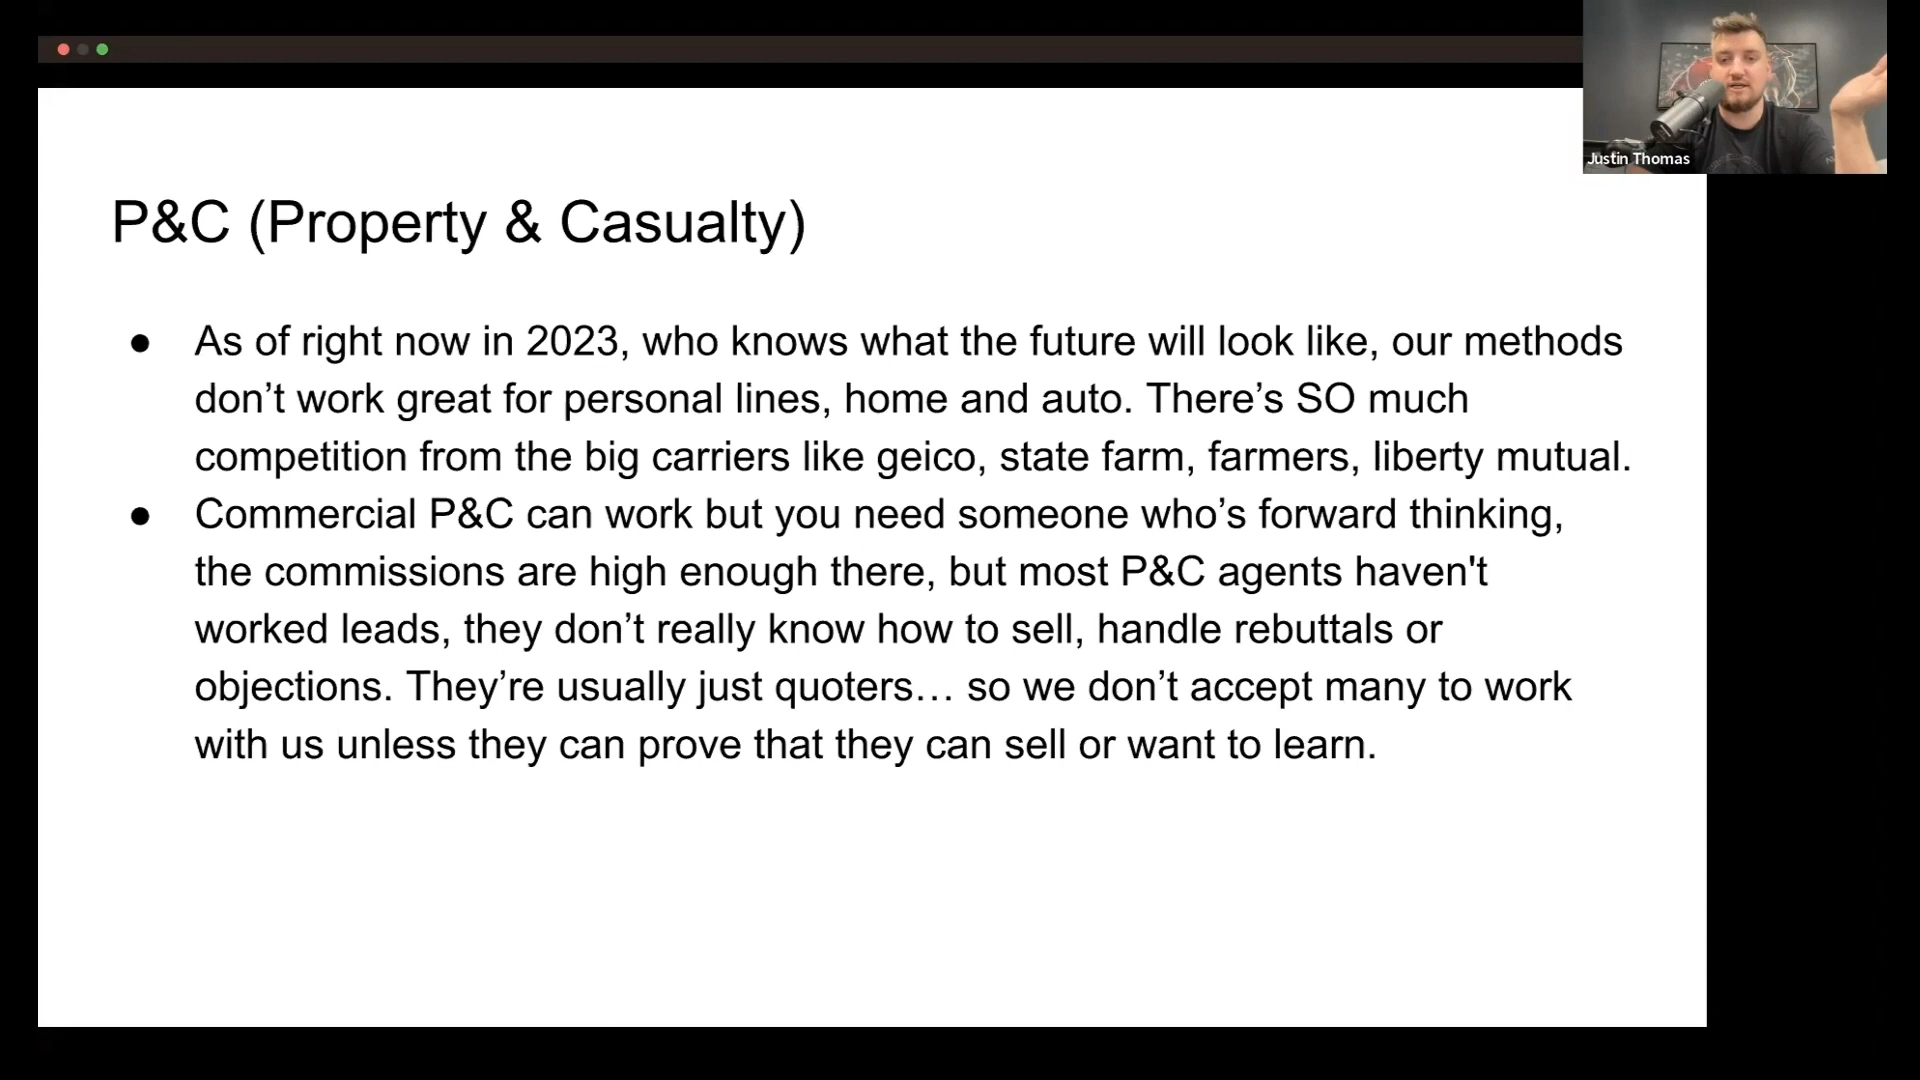 Justin Thomas
P&C (Property & Casualty)
● As of right now in 2023, who knows what the future will look like, our methods
don’t work great for personal lines, home and auto. There’s SO much
competition from the big carriers like geico, state farm, farmers, liberty mutual.
● Commercial P&C can work but you need someone who’s forward thinking,
the commissions are high enough there, but most P&C agents haven't
worked leads, they don’t really know how to sell, handle rebuttals or
objections. They’re usually just quoters… so we don’t accept many to work
with us unless they can prove that they can sell or want to learn.